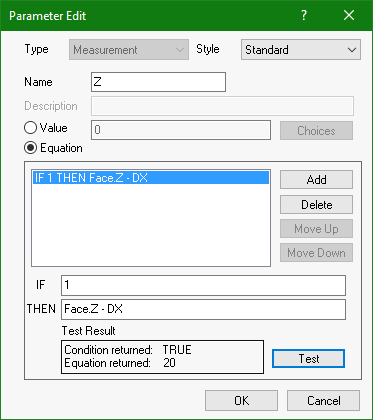 Parameter Edit ? ×
Type Measurement Style Standard
Name Z
Description
Value 0 Choices
Equation
IF 1 THEN Face.Z - DX
Add
Delete
Move Up
Move Down
IF 1
THEN Face.Z - DX
Test Result
Condition returned: TRUE
Equation returned: 20
Test
OK Cancel